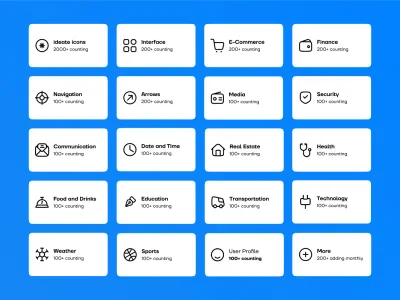 Ideate icons
2000+ counting
Interface
200+ counting
E-Commerce
200+ counting
Finance
200+ counting
Navigation
100+ counting
Arrows
200+ counting
Media
100+ counting
Security
100+ counting
Communication
100+ counting
Date and Time
100+ counting
Real Estate
100+ counting
Health
100+ counting
Food and Drinks
100+ counting
Education
100+ counting
Transportation
100+ counting
Technology
100+ counting
Weather
100+ counting
Sports
100+ counting
User Profile
100+ counting
More
200+ adding monthly